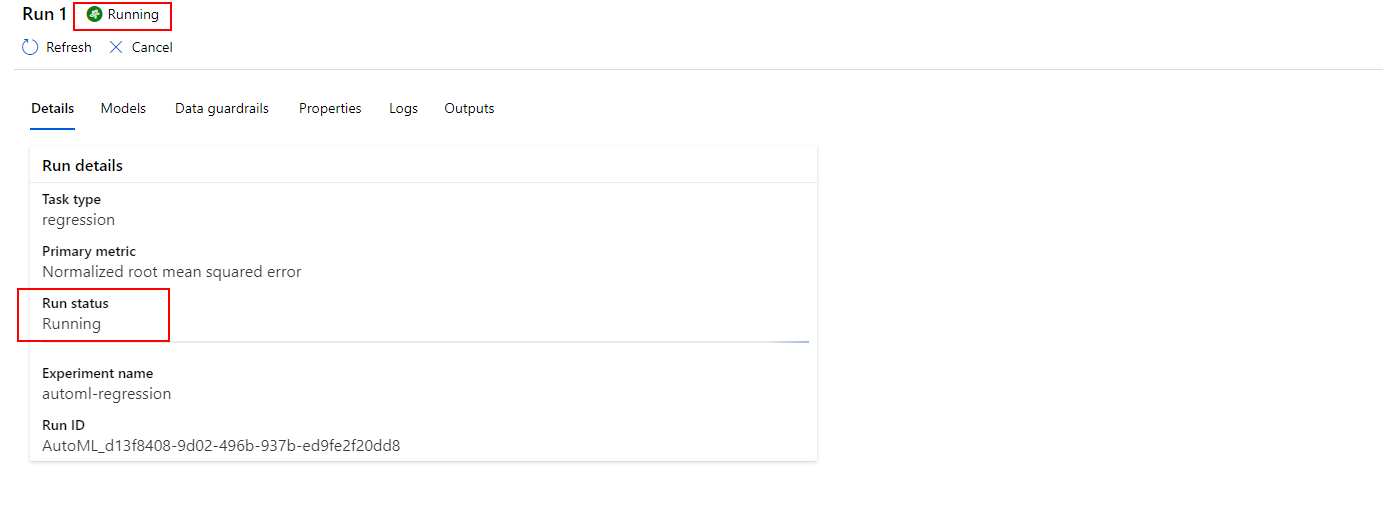 Run 1 Running
Refresh Cancel
Details Models Data guardrails Properties Logs Outputs
Run details
Task type
regression
Primary metric
Normalized root mean squared error
Run status
Running
Experiment name
automl-regression
Run ID
AutoML_d13f8408-9d02-496b-937b-ed9fe2f20dd8